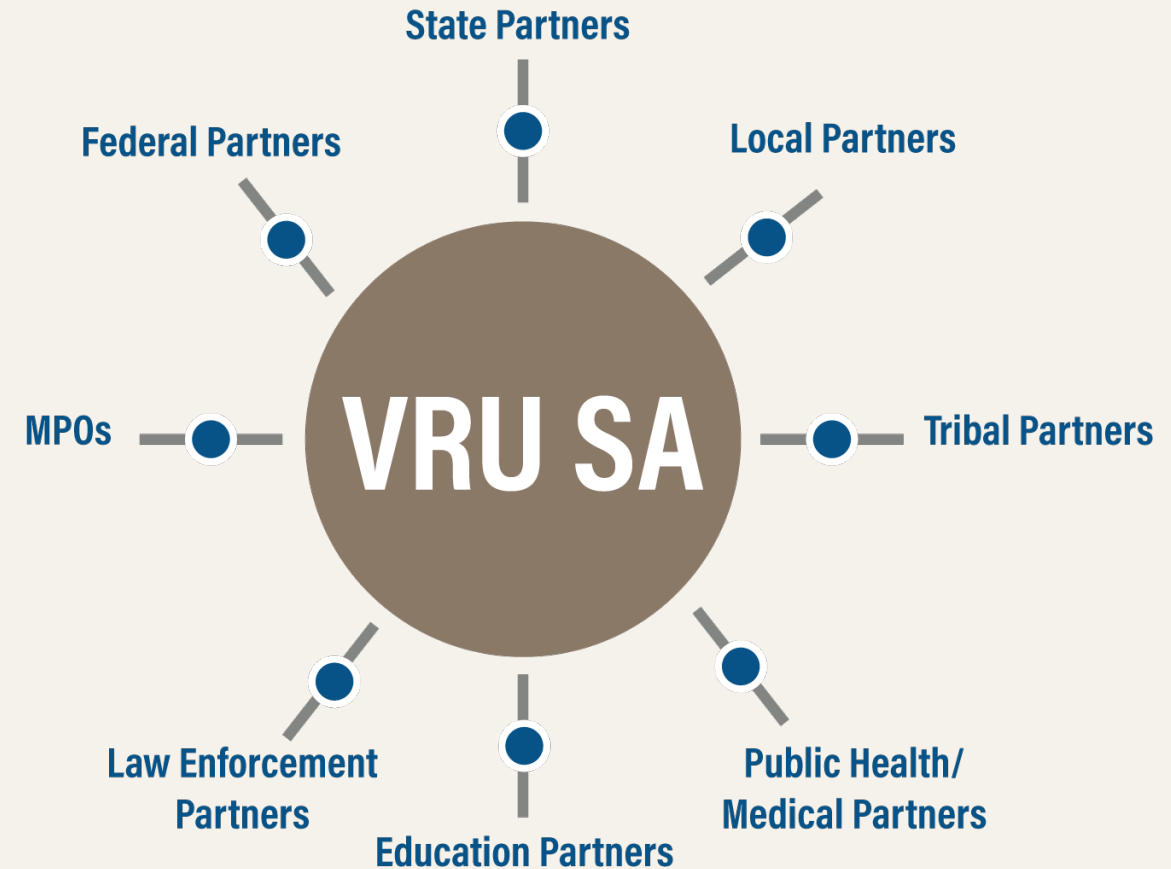 State Partners
Federal Partners
Local Partners
MPOs
VRU SA
Tribal Partners
Law Enforcement
Partners
Public Health/
Medical Partners
Education Partners